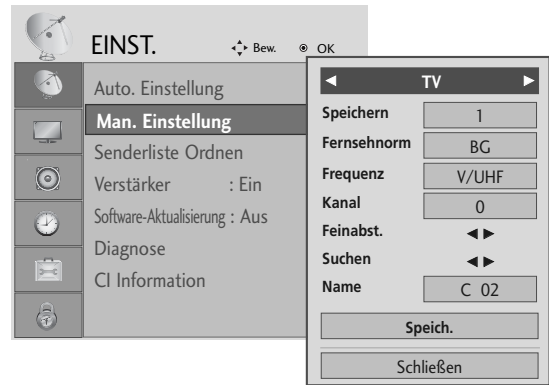 EINST.
Bew. OK
Auto. Einstellung
Man. Einstellung
Senderliste Ordnen
Verstärker : Ein
Software-Aktualisierung : Aus
Diagnose
CI Information
TV
Speichern 1
Fernsehnorm BG
Frequenz V/UHF
Kanal 0
Feinabst.
Suchen
Name C 02
Speich.
Schließen